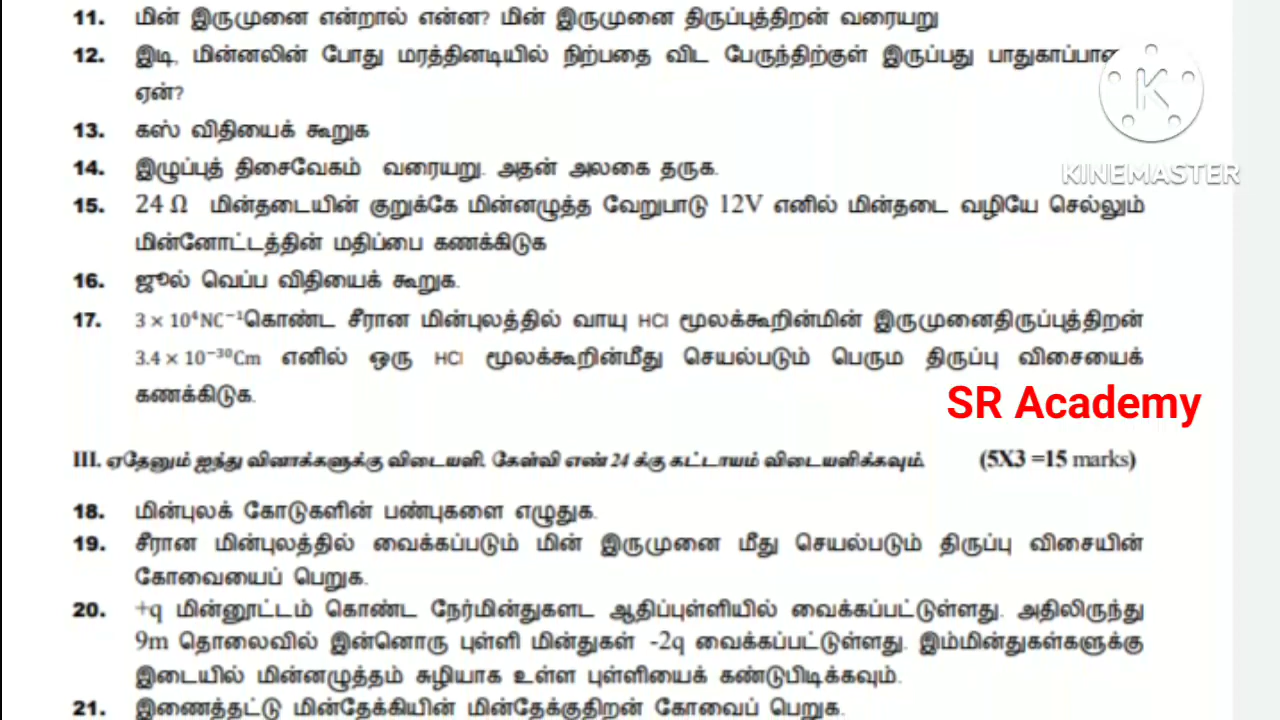 11. மின் இருமுனை என்றால் என்ன? மின் இருமுனை திருப்புத்திறன் வரையறு
12. இடி, மின்னலின் போது மரத்தினடியில் நிற்பதை விட பேருந்திற்குள் இருப்பது
ஏன்?
K
KINEMASTER
13. கஸ் விதியைக் கூறுக
14. இழுப்புத் திசைவேகம் வரையறு. அதன் அலகை தருக.
15. 24 Ω மின்தடையின் குறுக்கே மின்னழுத்த வேறுபாடு 12V எனில் மின்தடை வழியே செல்லும்
மின்னோட்டத்தின் மதிப்பை கணக்கிடுக
16. ஜூல் வெப்ப விதியைக் கூறுக.
17. 3 × 10⁴NC⁻¹கொண்ட சீரான மின்புலத்தில் வாயு HCl மூலக்கூறின்மின் இருமுனைதிருப்புத்திறன்
3.4 × 10⁻³⁰Cm எனில் ஒரு HCl மூலக்கூறின்மீது செயல்படும் பெரும திருப்பு விசையைக்
கணக்கிடுக.
SR Academy
III. ஏதேனும் ஐந்து வினாக்களுக்கு விடையளி. கேள்வி எண் 24 க்கு கட்டாயம் விடையளிக்கவும். (5X3 =15 marks)
18. மின்புலக் கோடுகளின் பண்புகளை எழுதுக.
19. சீரான மின்புலத்தில் வைக்கப்படும் மின் இருமுனை மீது செயல்படும் திருப்பு விசையின்
கோவையைப் பெறுக.
20. +q மின்னூட்டம் கொண்ட நேர்மின்துகளட ஆதிப்புள்ளியில் வைக்கப்பட்டுள்ளது. அதிலிருந்து
9m தொலைவில் இன்னொரு புள்ளி மின்துகள் -2q வைக்கப்பட்டுள்ளது. இம்மின்துகள்களுக்கு
இடையில் மின்னழுத்தம் சுழியாக உள்ள புள்ளியைக் கண்டுபிடிக்கவும்.
21. இணைத்தட்டு மின்தேக்கியின் மின்தேக்குதிறன் கோவைப் பெறுக.